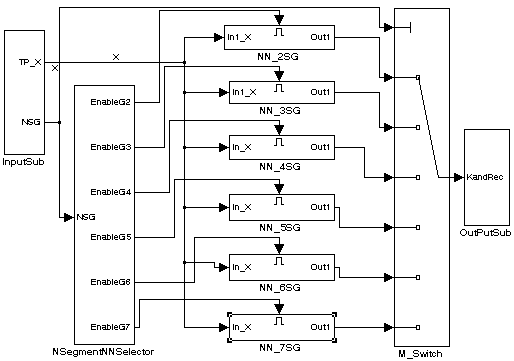 TP_X
NSG
InputSub
EnableG2
EnableG3
EnableG4
NSG
EnableG5
EnableG6
EnableG7
NSegmentNNSelector
In1_X Out1
NN_2SG
In1_X Out1
NN_3SG
In_X Out1
NN_4SG
In_X Out1
NN_5SG
In_X Out1
NN_6SG
In_X Out1
NN_7SG
M_Switch
KandRec
OutPutSub